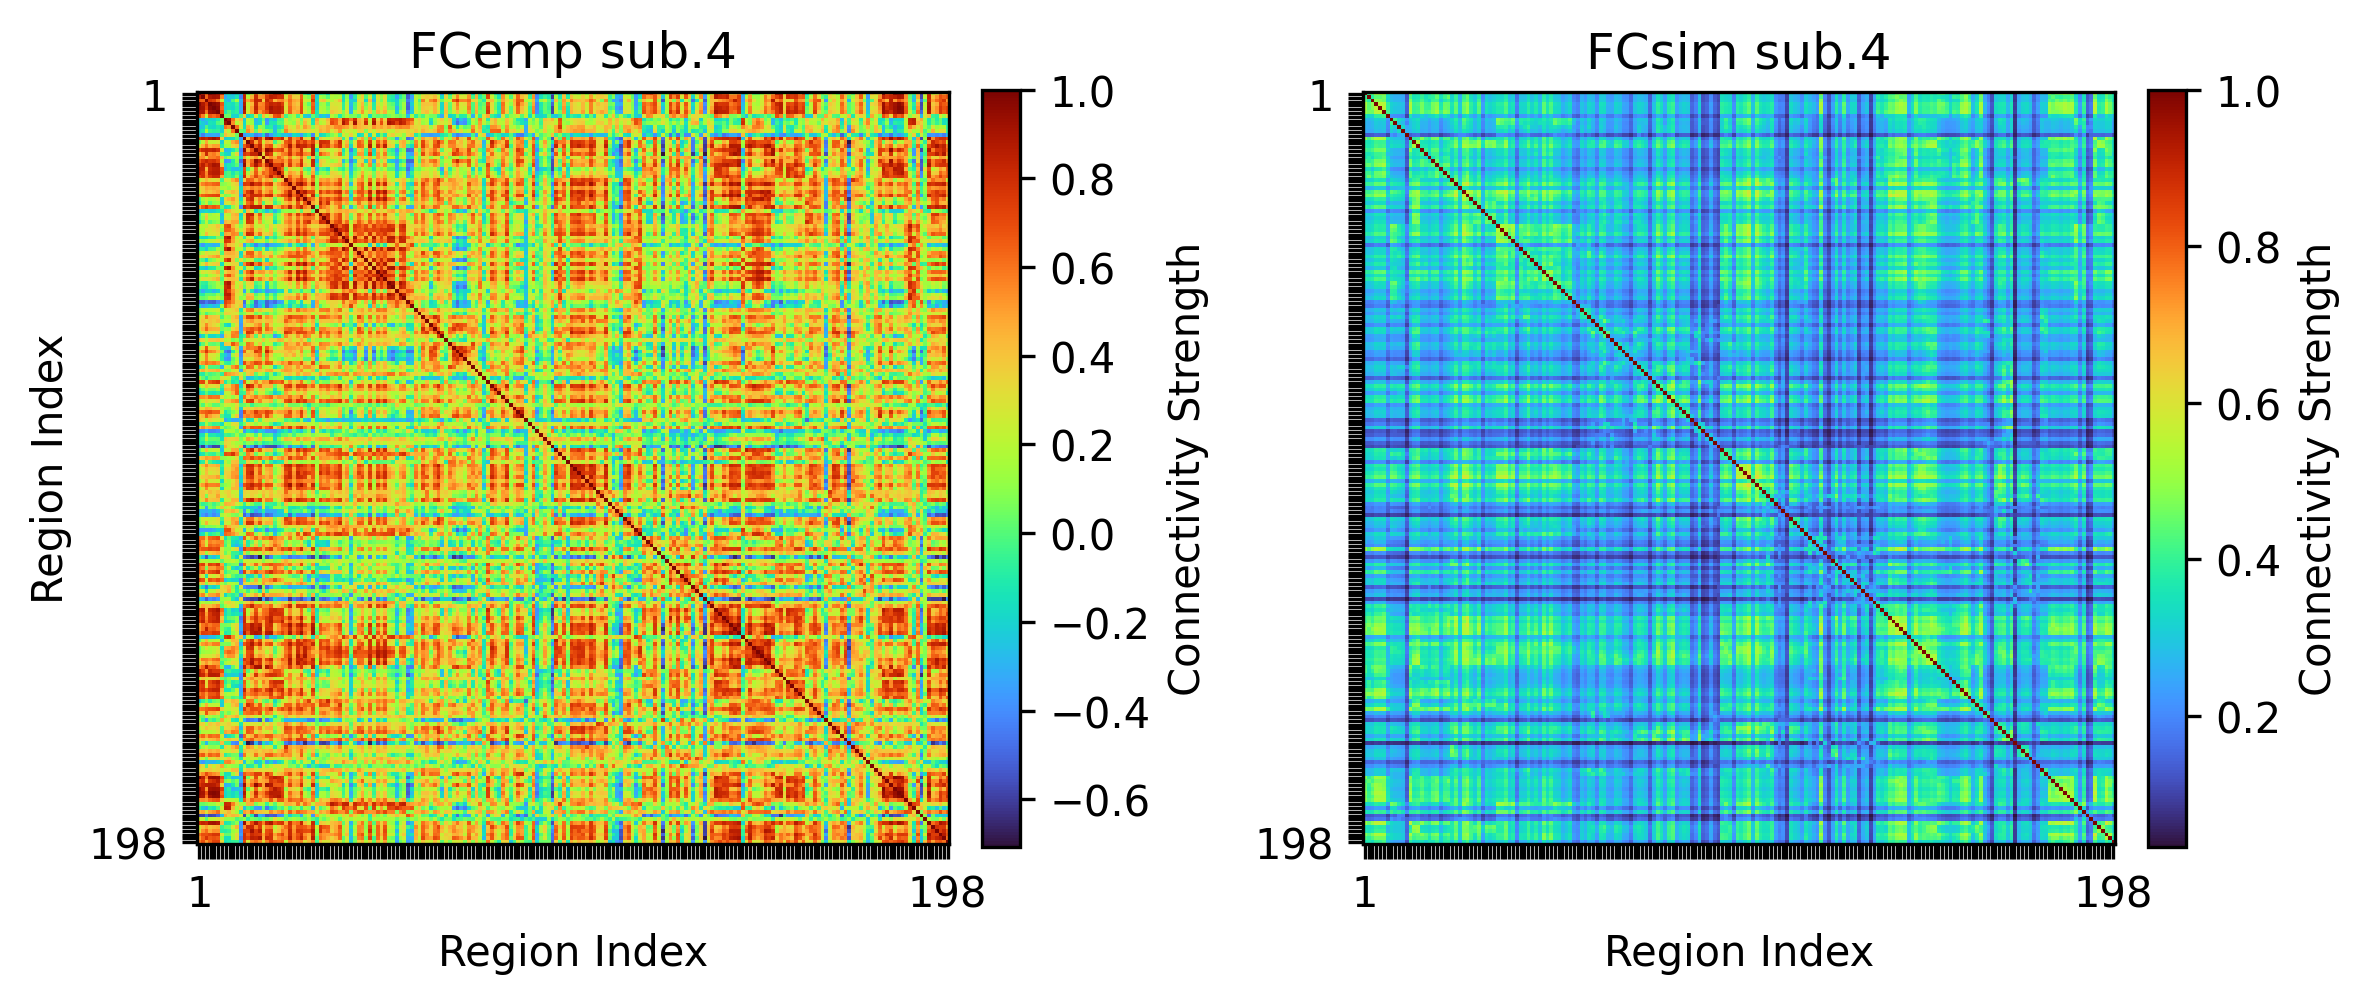 FCemp sub.4
FCsim sub.4
1
198
1
198
Region Index
Region Index
1.0
0.8
0.6
0.4
0.2
0.0
−0.2
−0.4
−0.6
Connectivity Strength
1
198
1
198
Region Index
Region Index
1.0
0.8
0.6
0.4
0.2
Connectivity Strength